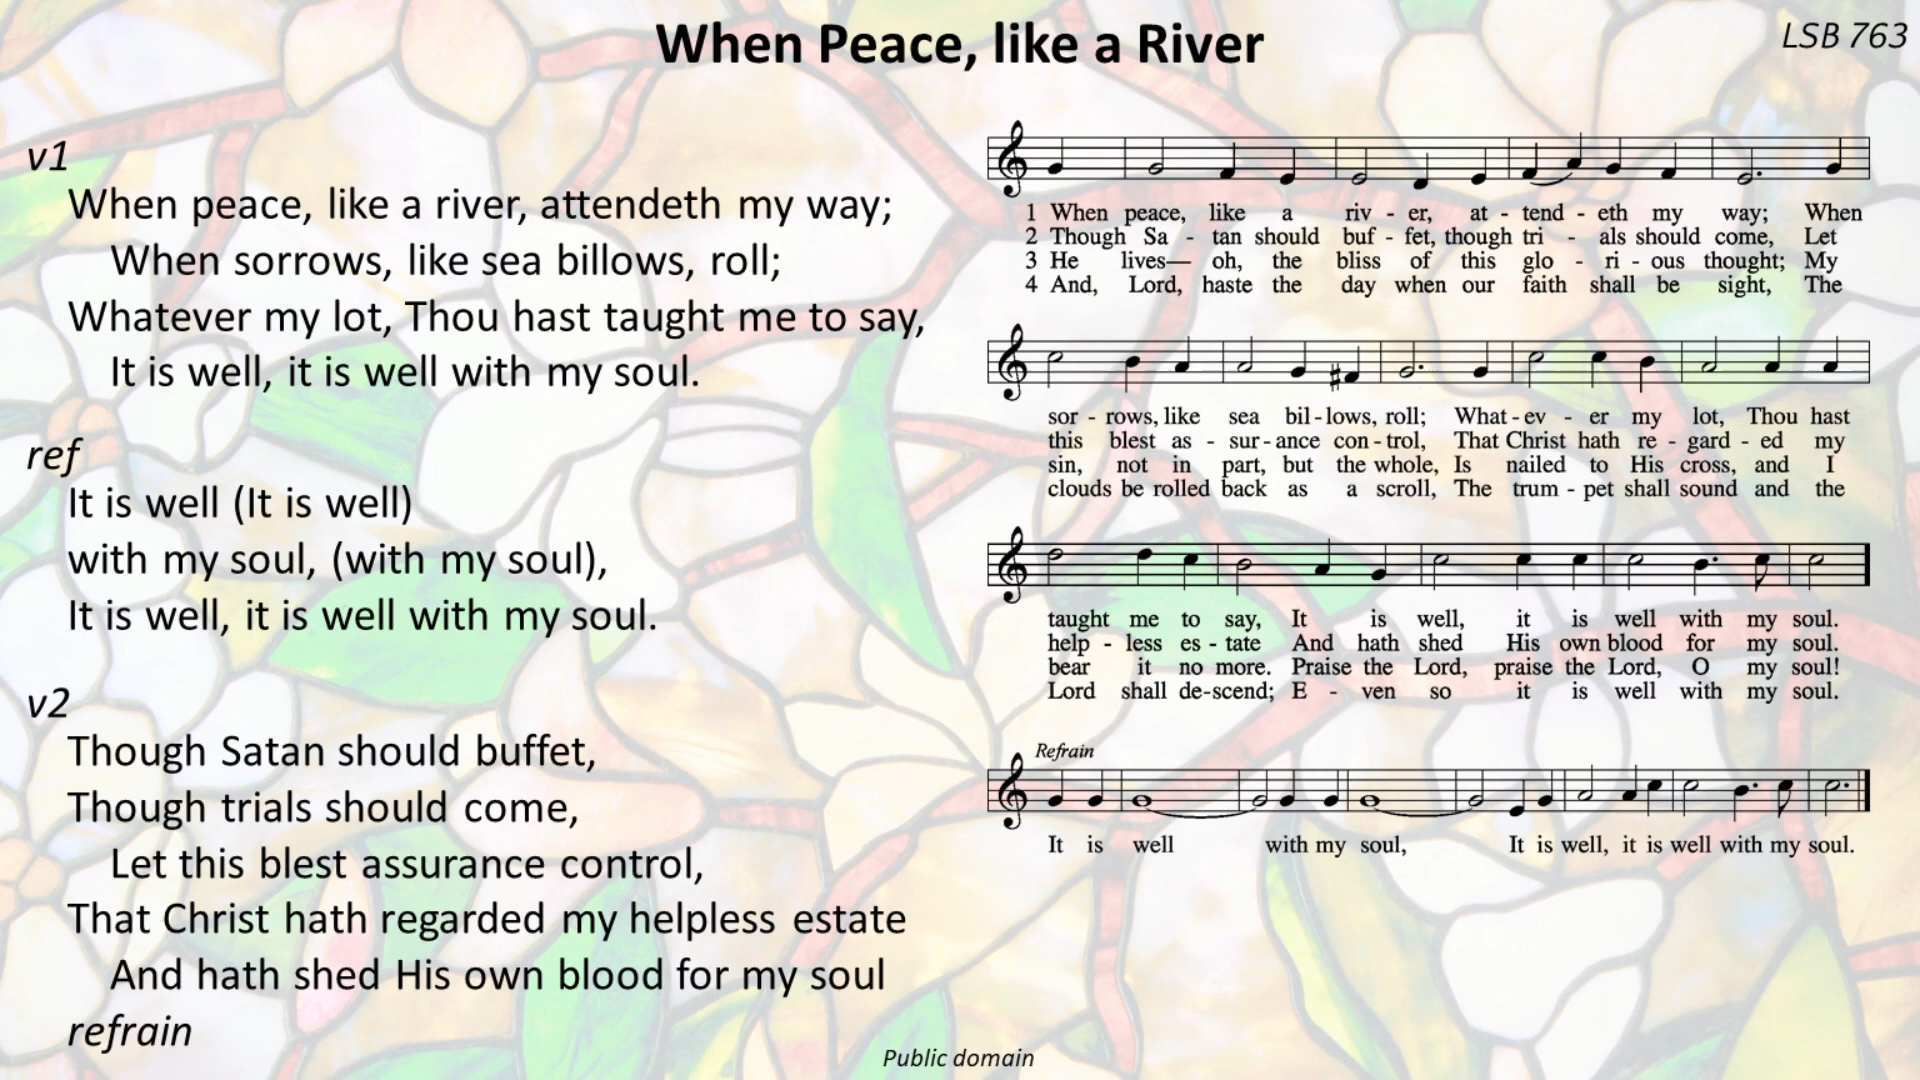 When Peace, like a River
LSB 763
v1
When peace, like a river, attendeth my way;
When sorrows, like sea billows, roll;
Whatever my lot, Thou hast taught me to say,
It is well, it is well with my soul.
ref
It is well (It is well)
with my soul, (with my soul),
It is well, it is well with my soul.
v2
Though Satan should buffet,
Though trials should come,
Let this blest assurance control,
That Christ hath regarded my helpless estate
And hath shed His own blood for my soul
refrain
1 When peace, like a riv - er, at - tend - eth my way; When
2 Though Sa - tan should buf - fet, though tri - als should come, Let
3 He lives— oh, the bliss of this glo - ri - ous thought; My
4 And, Lord, haste the day when our faith shall be sight, The
sor - rows, like sea bil - lows, roll; What - ev - er my lot, Thou hast
this blest as - sur - ance con - trol, That Christ hath re - gard - ed my
sin, not in part, but the whole, Is nailed to His cross, and I
clouds be rolled back as a scroll, The trum - pet shall sound and the
taught me to say, It is well, it is well with my soul.
help - less es - tate And hath shed His own blood for my soul.
bear it no more. Praise the Lord, praise the Lord, O my soul!
Lord shall de-scend; E - ven so it is well with my soul.
Refrain
It is well with my soul, It is well, it is well with my soul.
Public domain